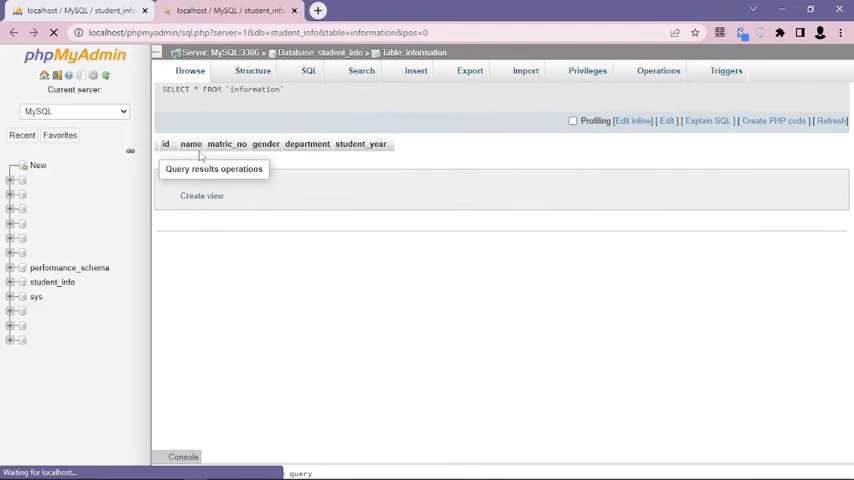 localhost / MySQL / student_info
localhost / MySQL / student_info
localhost/phpmyadmin/sql.php?server=1&db=student_info&table=information&pos=0
phpMyAdmin
Current server:
MySQL
Recent
Favorites
New
performance_schema
student_info
sys
Server: MySQL:3306 » Database: student_info » Table: information
Browse Structure SQL Search Insert Export Import Privileges Operations Triggers
SELECT * FROM `information`
Profiling [Edit inline] [ Edit ] [ Explain SQL ] [ Create PHP code ] [ Refresh]
id name matric_no gender department student_year
Query results operations
Create view
Console
Waiting for localhost...
query